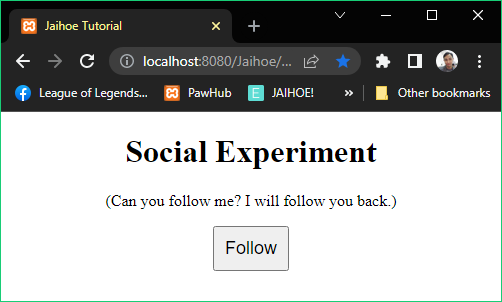 Jaihoe Tutorial
localhost:8080/Jaihoe/...
League of Legends... PawHub JAIHOE! » Other bookmarks
Social Experiment
(Can you follow me? I will follow you back.)
Follow